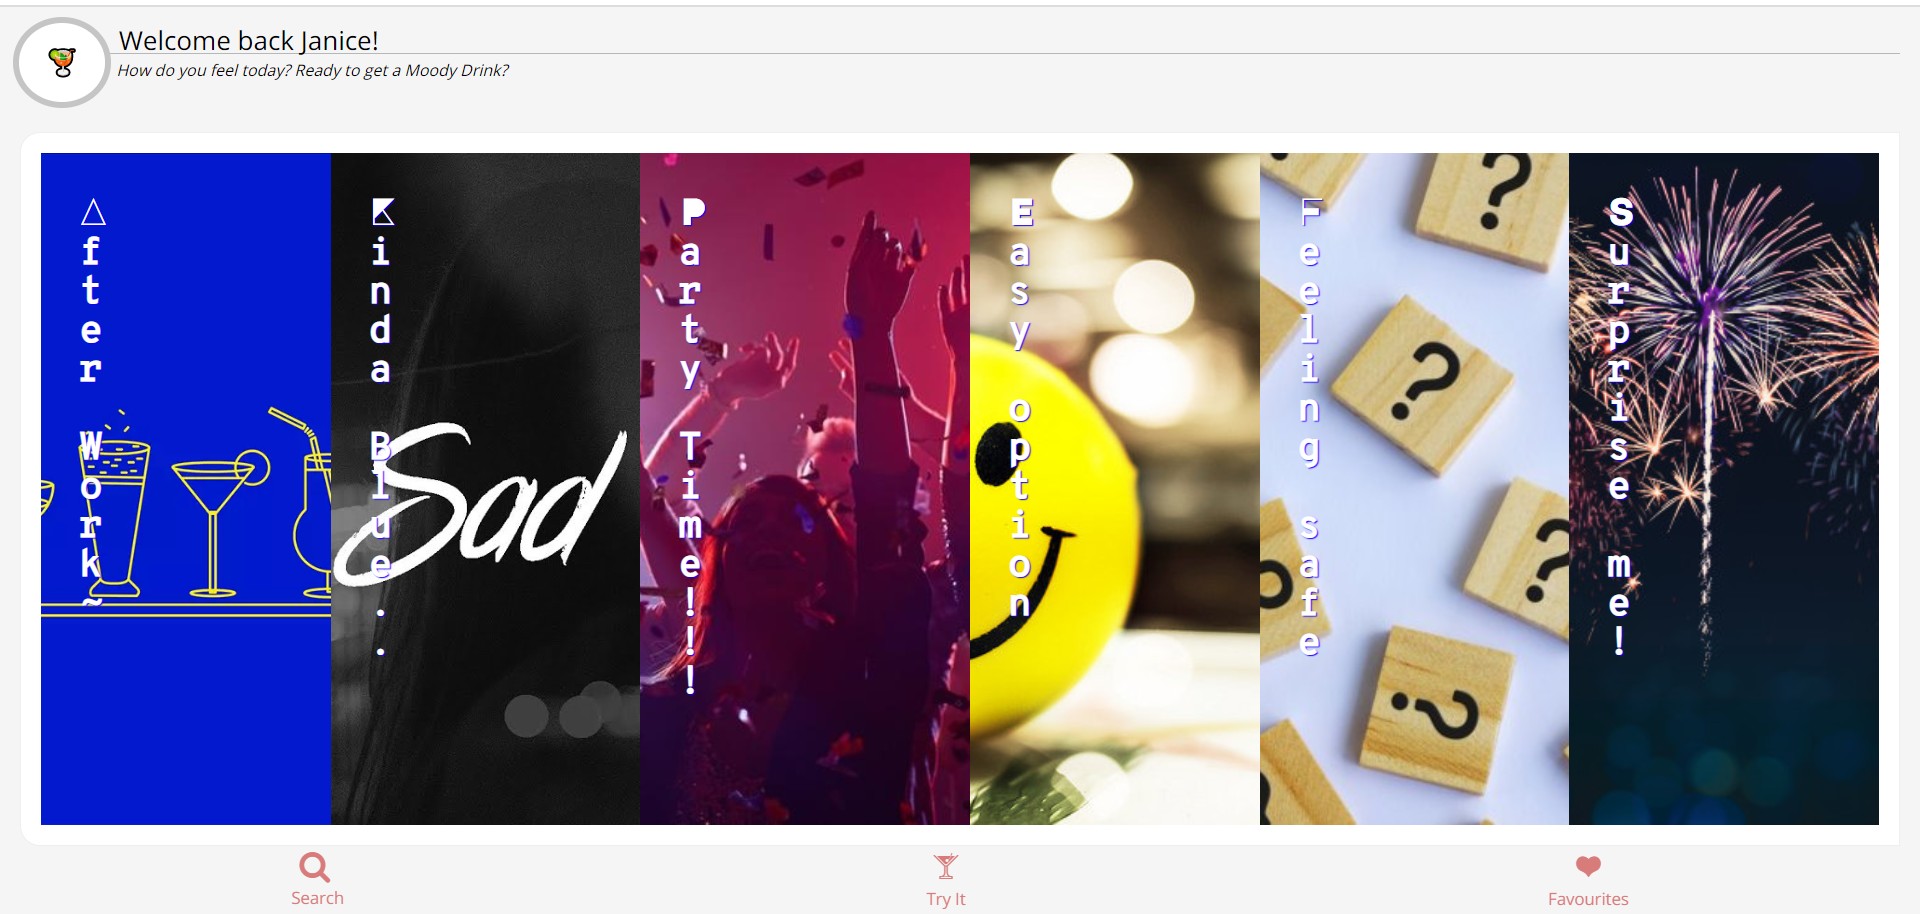 Welcome back Janice!
How do you feel today? Ready to get a Moody Drink?
After Work~
Kinda Blue..
Sad
Party Time!!!
Easy option
Feeling safe
Surprise me!
?
?
?
?
Search
Try It
Favourites